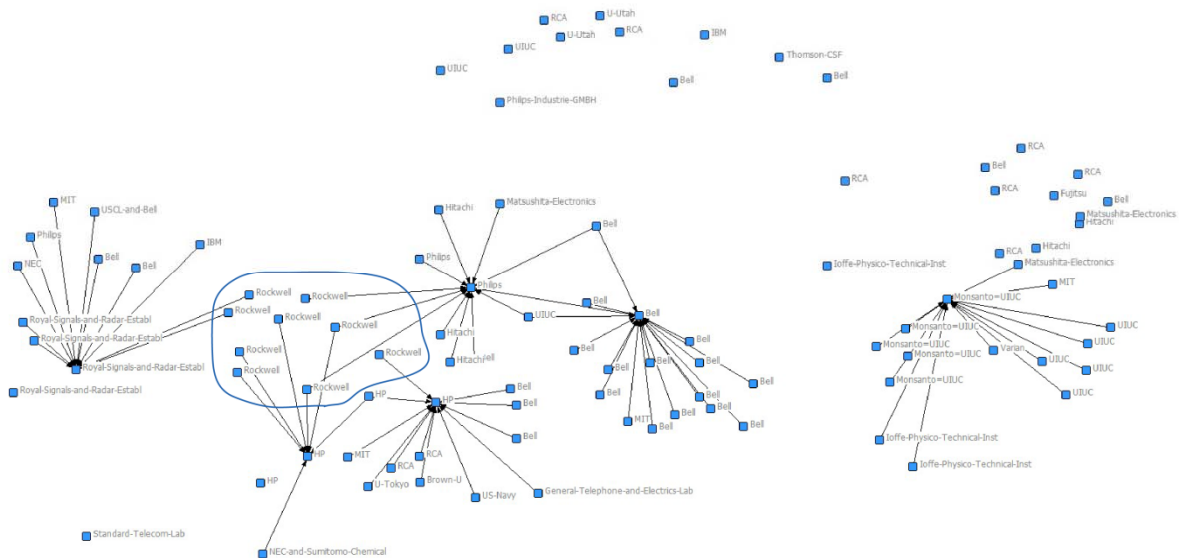 RCA
U-Utah
U-Utah
RCA
IBM
UIUC
Thomson-CSF
UIUC
Bell
Bell
Philips-Industrie-GMBH
RCA
Bell
RCA
RCA
RCA
Fujitsu
Bell
Matsushita-Electronics
Hitachi
Hitachi
RCA
Matsushita-Electronics
Ioffe-Physico-Technical-Inst
MIT
Monsanto=UIUC
MIT
USCL-and-Bell
Philips
IBM
NEC
Bell
Bell
Hitachi
Matsushita-Electronics
Bell
Philips
Rockwell
Rockwell
Philips
Rockwell
Rockwell
Rockwell
Bell
UIUC
Bell
Royal-Signals-and-Radar-Establ
Royal-Signals-and-Radar-Establ
Royal-Signals-and-Radar-Establ
Royal-Signals-and-Radar-Establ
Rockwell
Rockwell
Rockwell
Rockwell
Hitachi
Hitachi
ell
Bell
Bell
Bell
Bell
Bell
Bell
Bell
Bell
Bell
Bell
Bell
MIT
Bell
Bell
Monsanto=UIUC
Monsanto=UIUC
Monsanto=UIUC
Monsanto=UIUC
Varian
UIUC
UIUC
UIUC
UIUC
UIUC
HP
HP
Bell
Bell
Bell
HP
MIT
RCA
RCA
U-Tokyo
Brown-U
US-Navy
General-Telephone-and-Electrics-Lab
HP
Ioffe-Physico-Technical-Inst
Ioffe-Physico-Technical-Inst
Standard-Telecom-Lab
NEC-and-Sumitomo-Chemical